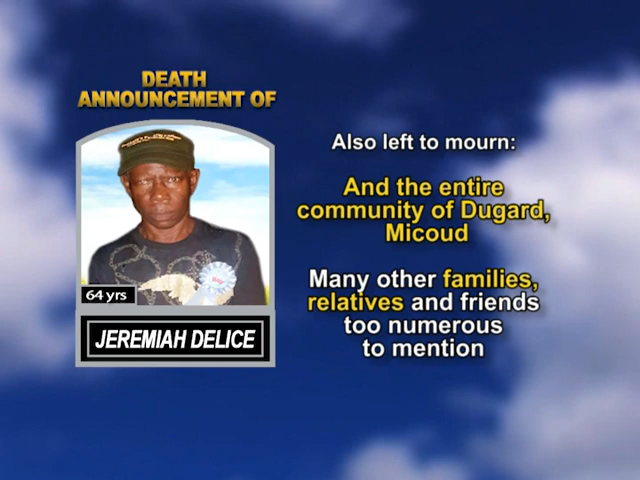 DEATH
ANNOUNCEMENT OF
64 yrs
JEREMIAH DELICE
Also left to mourn:
And the entire
community of Dugard,
Micoud
Many other families,
relatives and friends
too numerous
to mention